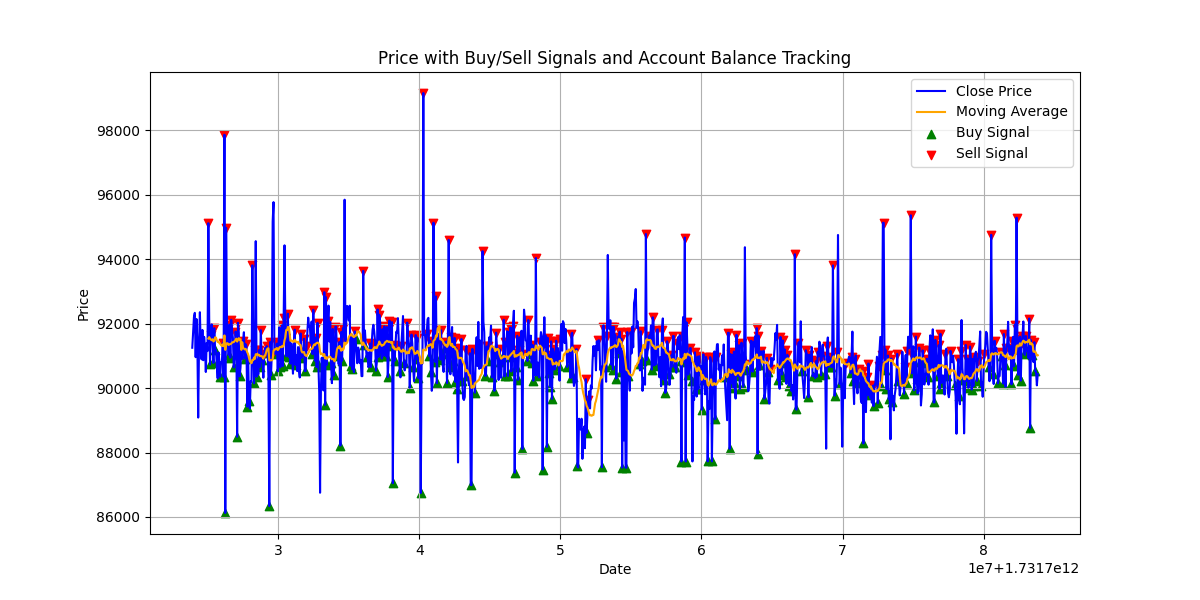 Price with Buy/Sell Signals and Account Balance Tracking
Close Price
Moving Average
Buy Signal
Sell Signal
98000
96000
94000
92000
90000
88000
86000
Price
3 4 5 6 7 8
1e7+1.7317e12
Date